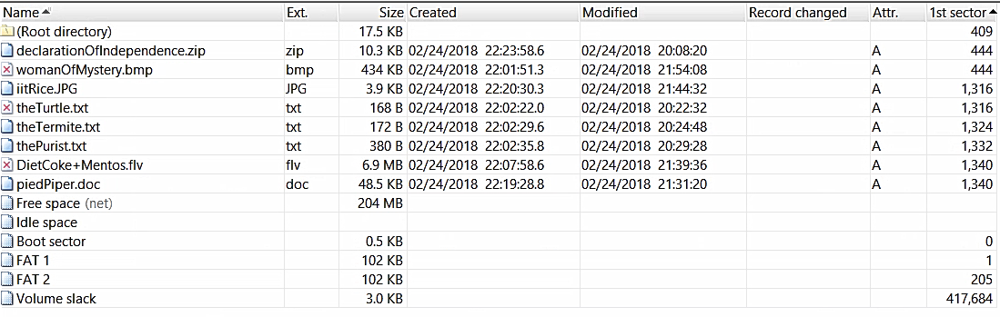 Name Ext. Size Created Modified Record changed Attr. 1st sector
(Root directory) 17.5 KB 409
declarationOfIndependence.zip zip 10.3 KB 02/24/2018 22:23:58.6 02/24/2018 20:08:20 A 444
womanOfMystery.bmp bmp 434 KB 02/24/2018 22:01:51.3 02/24/2018 21:54:08 A 444
iitRice.JPG JPG 3.9 KB 02/24/2018 22:20:30.3 02/24/2018 21:44:32 A 1,316
theTurtle.txt txt 168 B 02/24/2018 22:02:22.0 02/24/2018 20:22:32 A 1,316
theTermite.txt txt 172 B 02/24/2018 22:02:29.6 02/24/2018 20:24:48 A 1,324
thePurist.txt txt 380 B 02/24/2018 22:02:35.8 02/24/2018 20:29:28 A 1,332
DietCoke+Mentos.flv flv 6.9 MB 02/24/2018 22:07:58.6 02/24/2018 21:39:36 A 1,340
piedPiper.doc doc 48.5 KB 02/24/2018 22:19:28.8 02/24/2018 21:31:20 A 1,340
Free space (net) 204 MB
Idle space
Boot sector 0.5 KB 0
FAT 1 102 KB 1
FAT 2 102 KB 205
Volume slack 3.0 KB 417,684